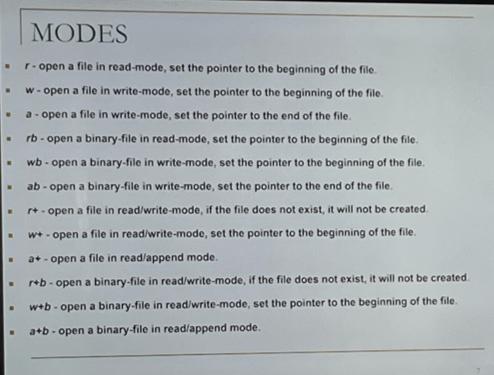 MODES
r - open a file in read-mode, set the pointer to the beginning of the file.
w - open a file in write-mode, set the pointer to the beginning of the file.
a - open a file in write-mode, set the pointer to the end of the file.
rb - open a binary-file in read-mode, set the pointer to the beginning of the file.
wb - open a binary-file in write-mode, set the pointer to the beginning of the file.
ab - open a binary-file in write-mode, set the pointer to the end of the file.
r+ - open a file in read/write-mode, if the file does not exist, it will not be created.
w+ - open a file in read/write-mode, set the pointer to the beginning of the file.
a+ - open a file in read/append mode.
r+b - open a binary-file in read/write-mode, if the file does not exist, it will not be created.
w+b - open a binary-file in read/write-mode, set the pointer to the beginning of the file.
a+b - open a binary-file in read/append mode.
7